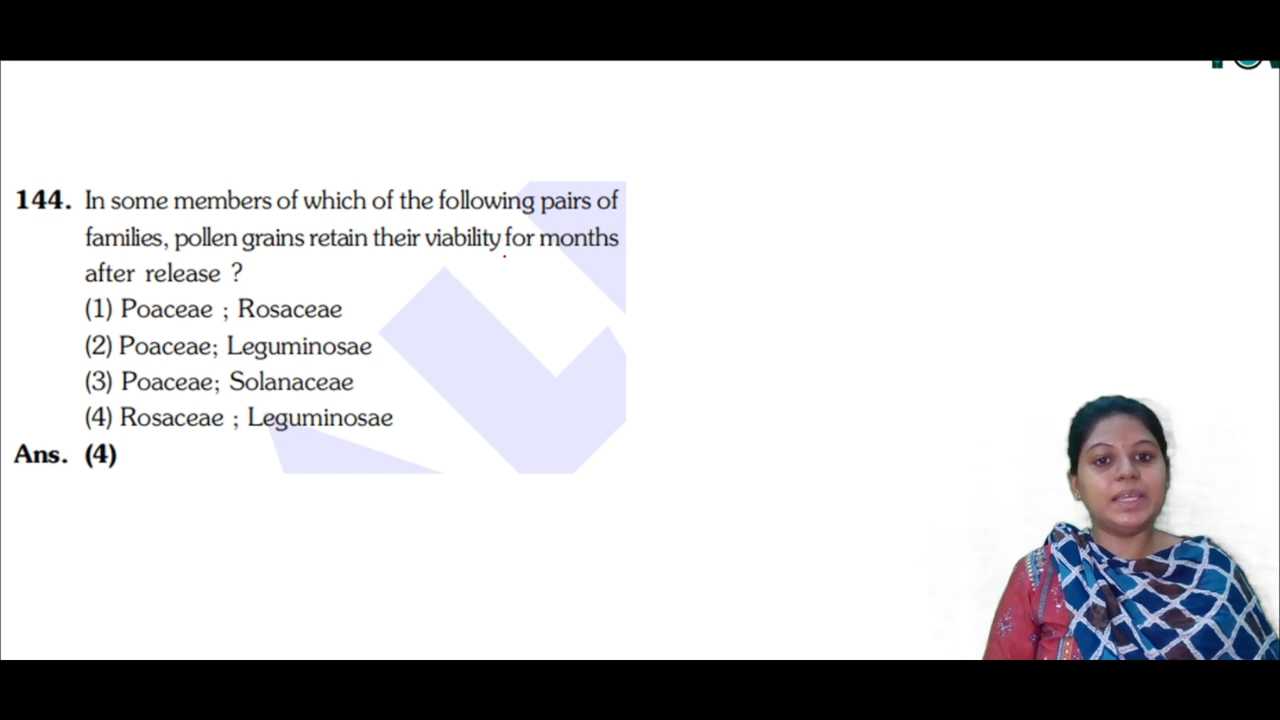 144. In some members of which of the following pairs of
families, pollen grains retain their viability for months
after release ?
(1) Poaceae ; Rosaceae
(2) Poaceae; Leguminosae
(3) Poaceae; Solanaceae
(4) Rosaceae ; Leguminosae
Ans. (4)